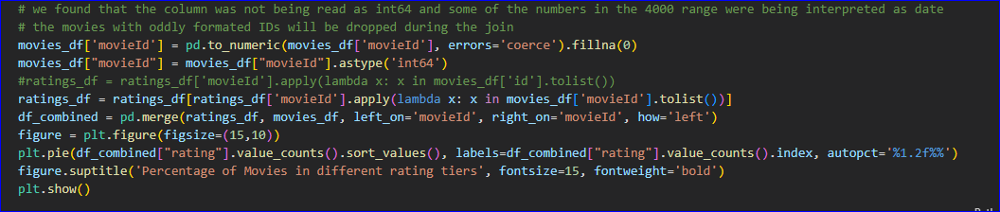 # we found that the column was not being read as int64 and some of the numbers in the 4000 range were being interpreted as date
# the movies with oddly formated IDs will be dropped during the join
movies_df['movieId'] = pd.to_numeric(movies_df['movieId'], errors='coerce').fillna(0)
movies_df["movieId"] = movies_df["movieId"].astype('int64')
#ratings_df = ratings_df['movieId'].apply(lambda x: x in movies_df['id'].tolist())
ratings_df = ratings_df[ratings_df['movieId'].apply(lambda x: x in movies_df['movieId'].tolist())]
df_combined = pd.merge(ratings_df, movies_df, left_on='movieId', right_on='movieId', how='left')
figure = plt.figure(figsize=(15,10))
plt.pie(df_combined["rating"].value_counts().sort_values(), labels=df_combined["rating"].value_counts().index, autopct='%1.2f%%')
figure.suptitle('Percentage of Movies in different rating tiers', fontsize=15, fontweight='bold')
plt.show()